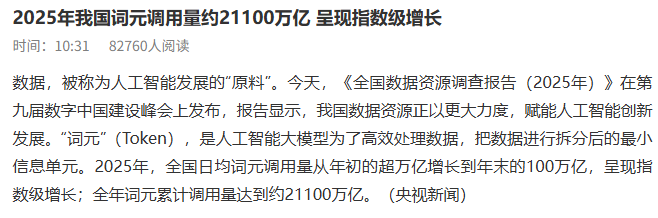 2025年我国词元调用量约21100万亿 呈现指数级增长
时间：10:31 82760人阅读
数据，被称为人工智能发展的“原料”。今天，《全国数据资源调查报告（2025年）》在第
九届数字中国建设峰会上发布，报告显示，我国数据资源正以更大力度，赋能人工智能创新
发展。“词元”（Token），是人工智能大模型为了高效处理数据，把数据进行拆分后的最小
信息单元。2025年，全国日均词元调用量从年初的超万亿增长到年末的100万亿，呈现指
数级增长；全年词元累计调用量达到约21100万亿。（央视新闻）